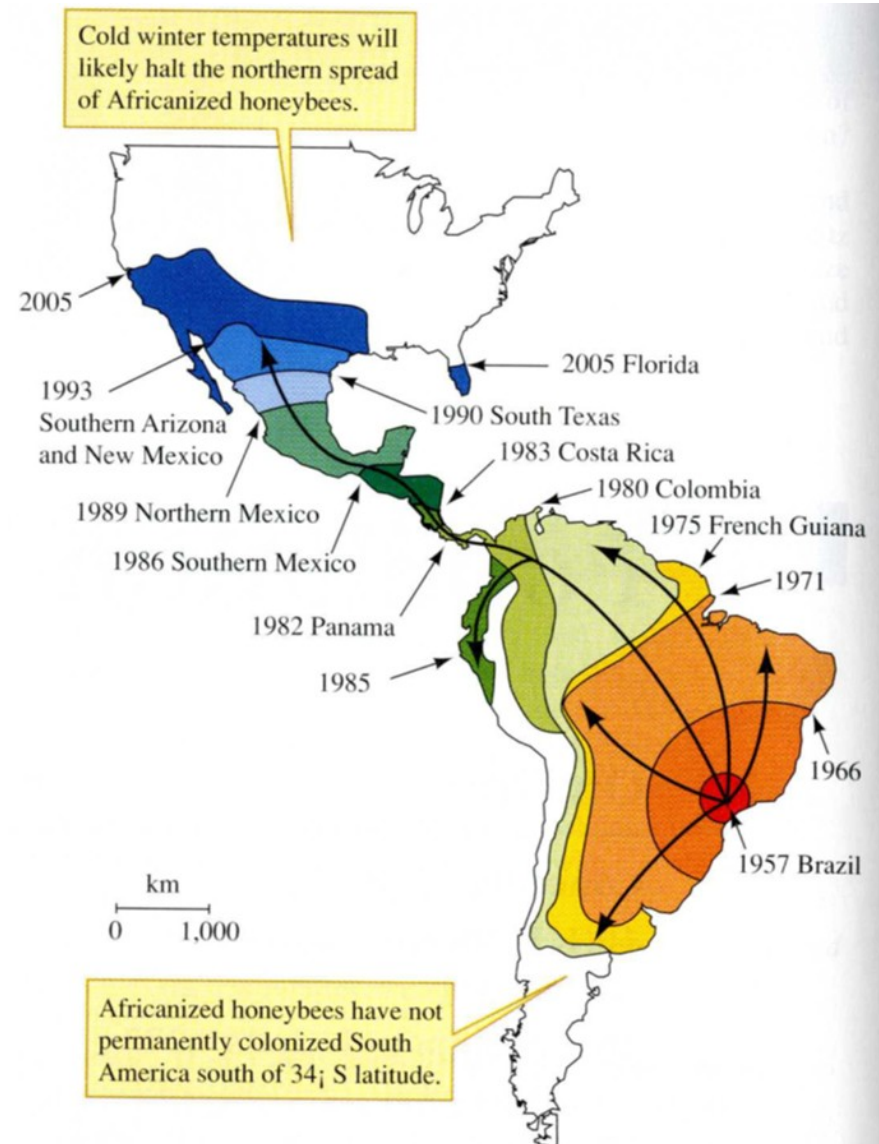 Cold winter temperatures will
likely halt the northern spread
of Africanized honeybees.
2005
2005 Florida
1993
Southern Arizona
and New Mexico
1990 South Texas
1983 Costa Rica
1989 Northern Mexico
1980 Colombia
1975 French Guiana
1986 Southern Mexico
1971
1982 Panama
1985
1966
1957 Brazil
km
0 1,000
Africanized honeybees have not
permanently colonized South
America south of 34¡ S latitude.